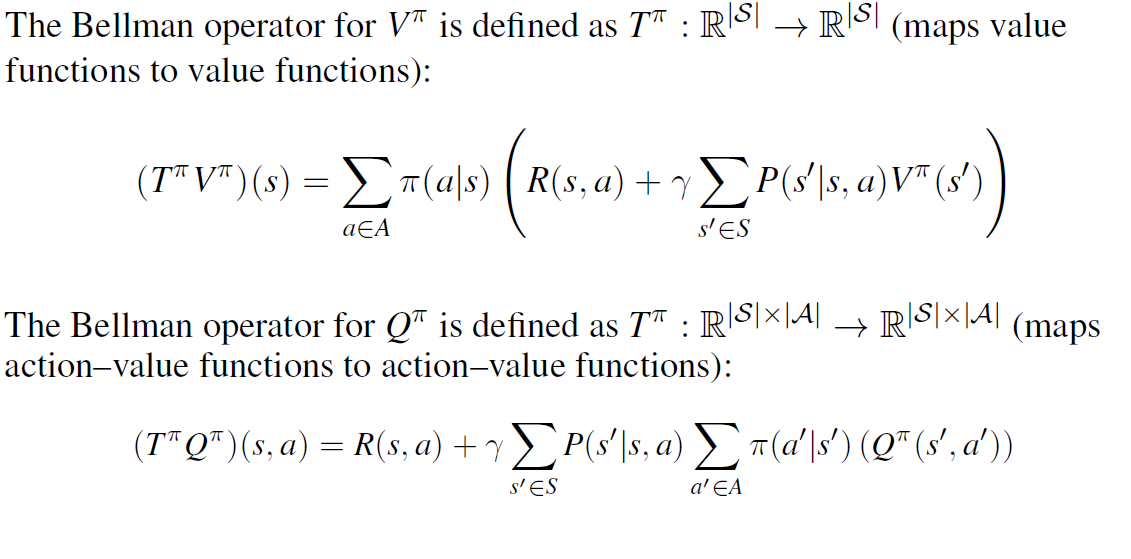 The Bellman operator for V^π is defined as T^π : ℝ^|𝒮| → ℝ^|𝒮| (maps value
functions to value functions):
(T^π V^π)(s) = ∑_{a∈A} π(a|s) ( R(s, a) + γ ∑_{s′∈S} P(s′|s, a)V^π(s′) )
The Bellman operator for Q^π is defined as T^π : ℝ^|𝒮|×|𝒜| → ℝ^|𝒮|×|𝒜| (maps
action–value functions to action–value functions):
(T^π Q^π)(s, a) = R(s, a) + γ ∑_{s′∈S} P(s′|s, a) ∑_{a′∈A} π(a′|s′) (Q^π(s′, a′))